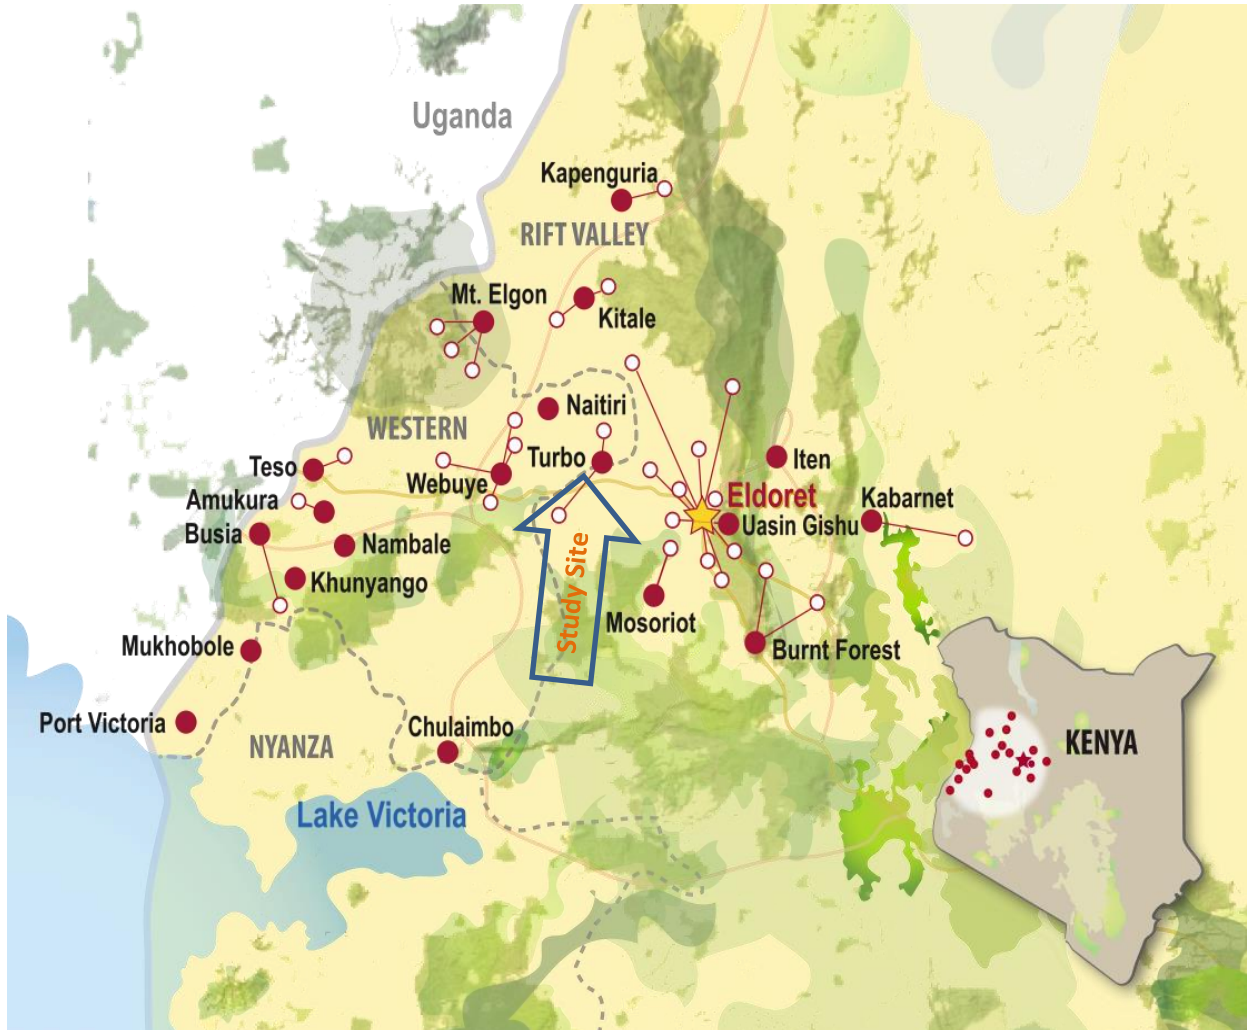 Uganda
Kapenguria
RIFT VALLEY
Mt. Elgon
Kitale
Naitiri
WESTERN
Turbo
Teso
Webuye
Iten
Amukura
Eldoret
Kabarnet
Busia
Uasin Gishu
Nambale
Khunyango
Study Site
Mosoriot
Mukhobole
Burnt Forest
Port Victoria
Chulaimbo
NYANZA
KENYA
Lake Victoria